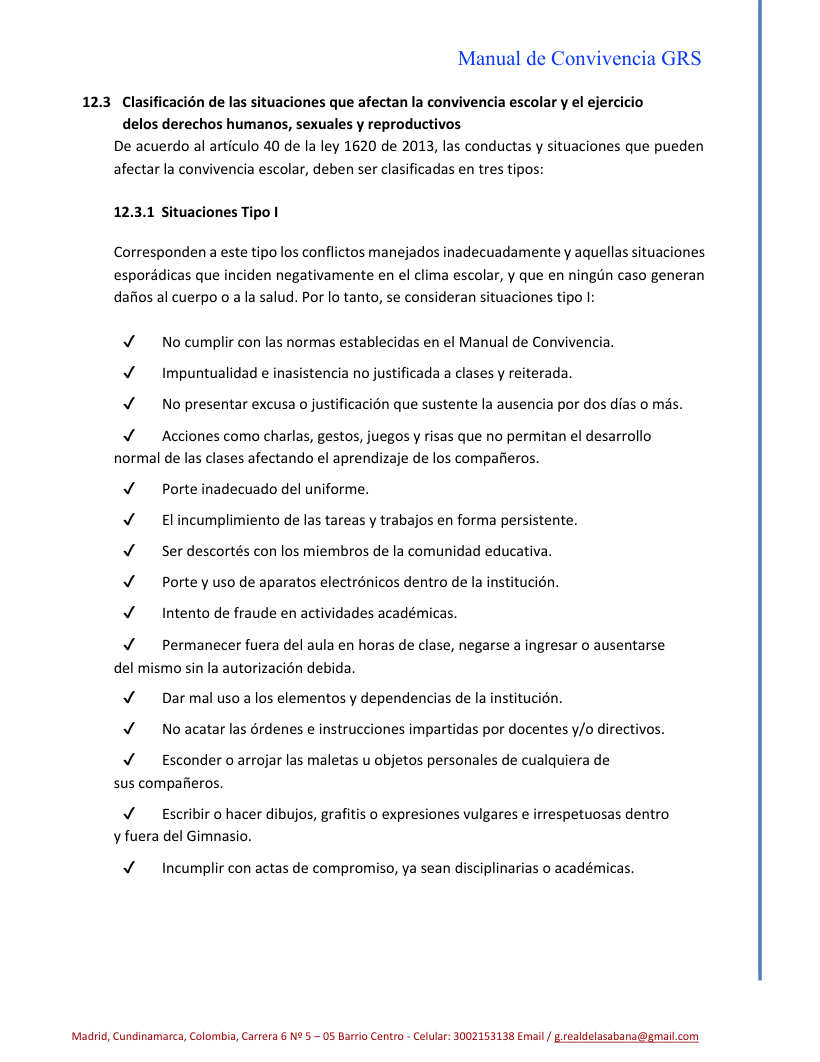 Manual de Convivencia GRS
12.3 Clasificación de las situaciones que afectan la convivencia escolar y el ejercicio
delos derechos humanos, sexuales y reproductivos
De acuerdo al artículo 40 de la ley 1620 de 2013, las conductas y situaciones que pueden
afectar la convivencia escolar, deben ser clasificadas en tres tipos:
12.3.1 Situaciones Tipo I
Corresponden a este tipo los conflictos manejados inadecuadamente y aquellas situaciones
esporádicas que inciden negativamente en el clima escolar, y que en ningún caso generan
daños al cuerpo o a la salud. Por lo tanto, se consideran situaciones tipo I:
✓ No cumplir con las normas establecidas en el Manual de Convivencia.
✓ Impuntualidad e inasistencia no justificada a clases y reiterada.
✓ No presentar excusa o justificación que sustente la ausencia por dos días o más.
✓ Acciones como charlas, gestos, juegos y risas que no permitan el desarrollo
normal de las clases afectando el aprendizaje de los compañeros.
✓ Porte inadecuado del uniforme.
✓ El incumplimiento de las tareas y trabajos en forma persistente.
✓ Ser descortés con los miembros de la comunidad educativa.
✓ Porte y uso de aparatos electrónicos dentro de la institución.
✓ Intento de fraude en actividades académicas.
✓ Permanecer fuera del aula en horas de clase, negarse a ingresar o ausentarse
del mismo sin la autorización debida.
✓ Dar mal uso a los elementos y dependencias de la institución.
✓ No acatar las órdenes e instrucciones impartidas por docentes y/o directivos.
✓ Esconder o arrojar las maletas u objetos personales de cualquiera de
sus compañeros.
✓ Escribir o hacer dibujos, grafitis o expresiones vulgares e irrespetuosas dentro
y fuera del Gimnasio.
✓ Incumplir con actas de compromiso, ya sean disciplinarias o académicas.
Madrid, Cundinamarca, Colombia, Carrera 6 Nº 5 – 05 Barrio Centro - Celular: 3002153138 Email / g.realdelasabana@gmail.com